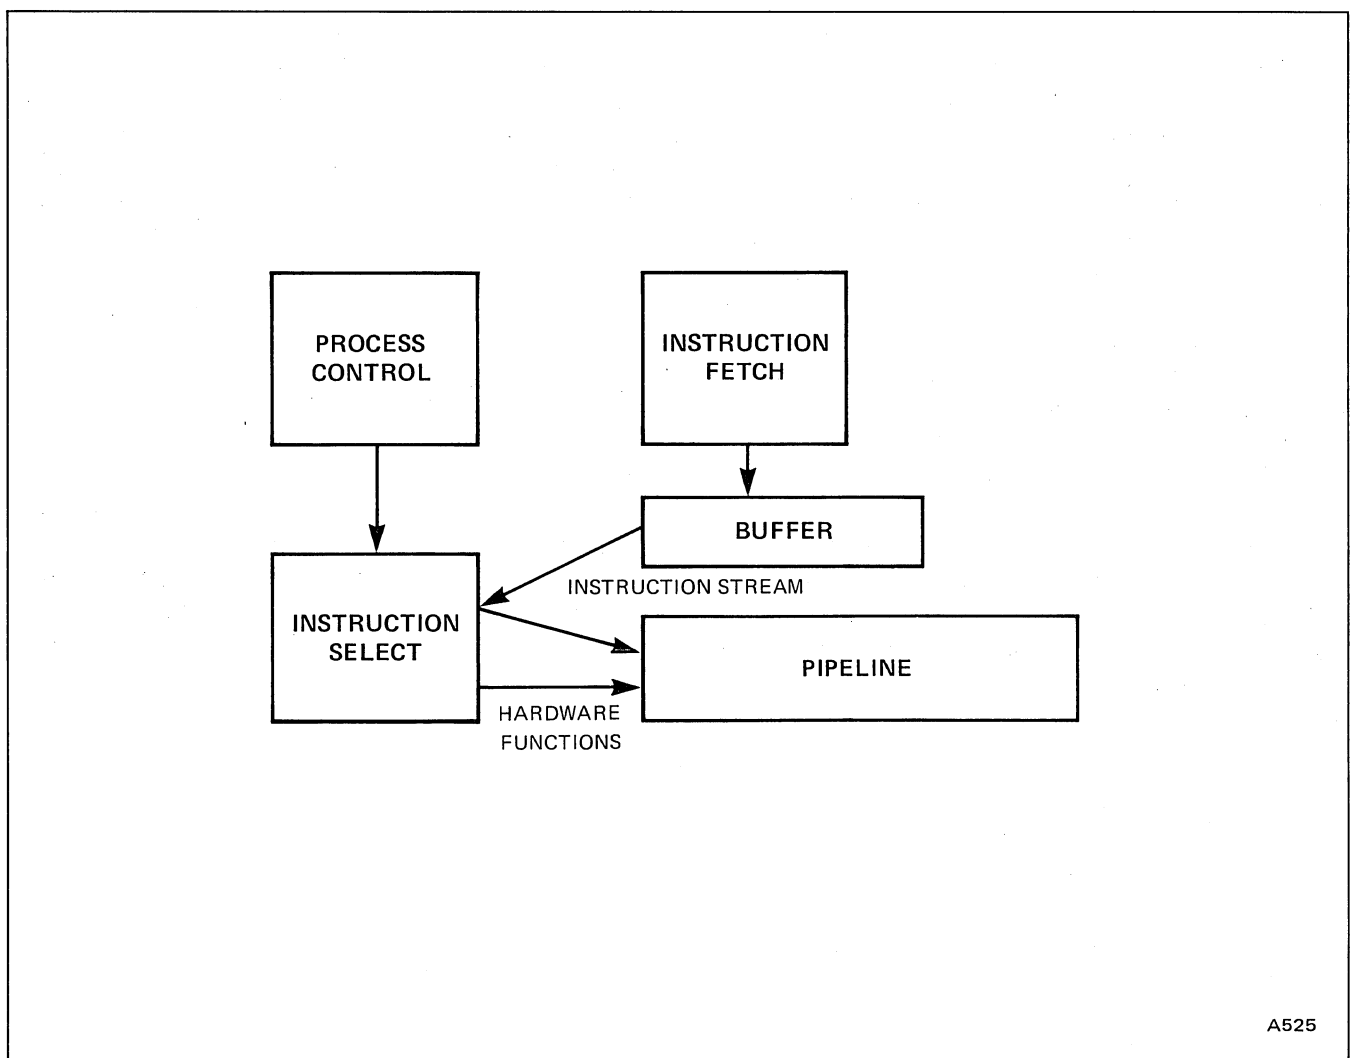 PROCESS
CONTROL
INSTRUCTION
FETCH
BUFFER
INSTRUCTION STREAM
INSTRUCTION
SELECT
PIPELINE
HARDWARE
FUNCTIONS
A525